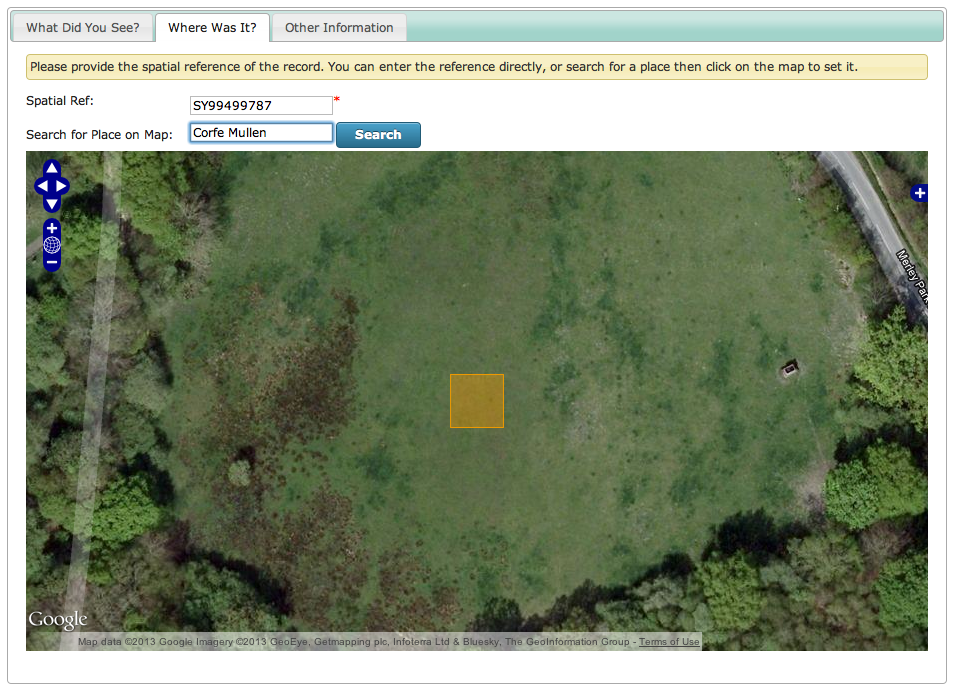 What Did You See? Where Was It? Other Information
Please provide the spatial reference of the record. You can enter the reference directly, or search for a place then click on the map to set it.
Spatial Ref: SY99499787 *
Search for Place on Map: Corfe Mullen Search
Merley Park
Google
Map data ©2013 Google Imagery ©2013 GeoEye, Getmapping plc, Infoterra Ltd & Bluesky, The GeoInformation Group - Terms of Use